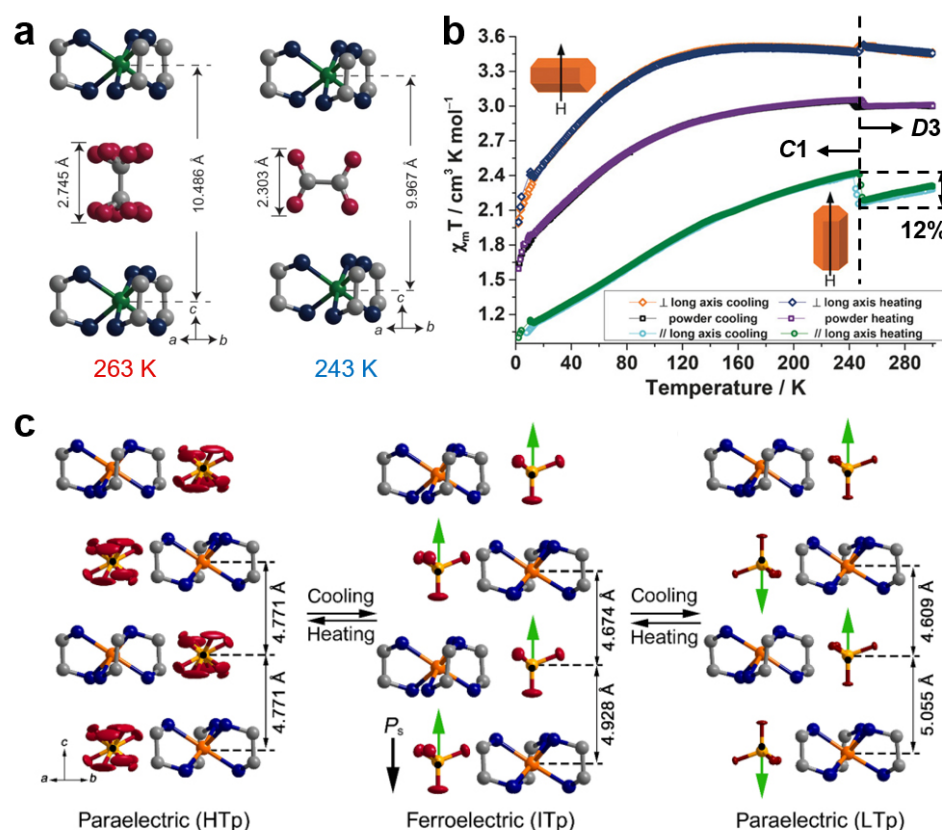 a
2.745 Å
10.486 Å
c
a
b
263 K
2.303 Å
9.967 Å
c
a
b
243 K
b
χmT / cm³ K mol⁻¹
3.6
3.3
3.0
2.7
2.4
2.1
1.8
1.5
1.2
H
C1
D3
12%
H
⊥ long axis cooling
⊥ long axis heating
powder cooling
powder heating
// long axis cooling
// long axis heating
0 40 80 120 160 200 240 280
Temperature / K
c
4.771 Å
4.771 Å
c
a
b
Paraelectric (HTp)
Cooling
Heating
4.674 Å
4.928 Å
Ps
Ferroelectric (ITp)
Cooling
Heating
4.609 Å
5.055 Å
Paraelectric (LTp)